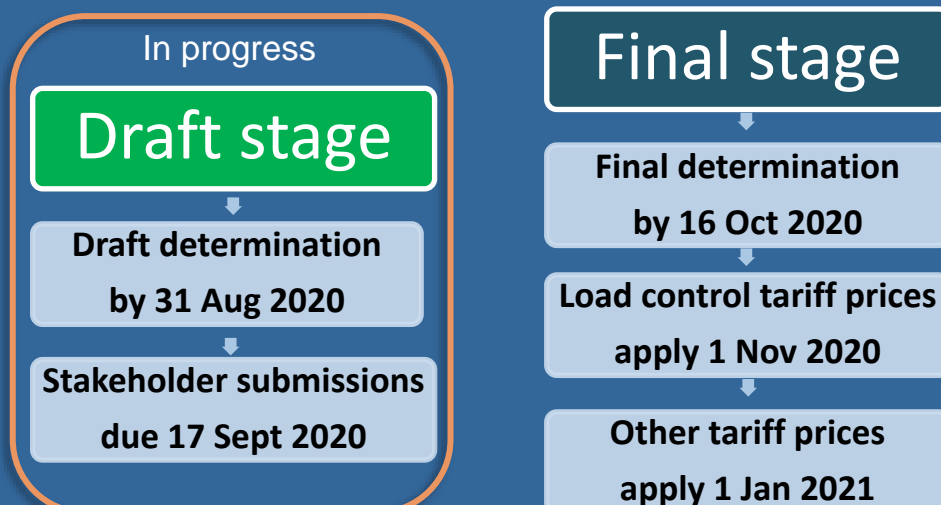 In progress
Draft stage
Draft determination
by 31 Aug 2020
Stakeholder submissions
due 17 Sept 2020
Final stage
Final determination
by 16 Oct 2020
Load control tariff prices
apply 1 Nov 2020
Other tariff prices
apply 1 Jan 2021